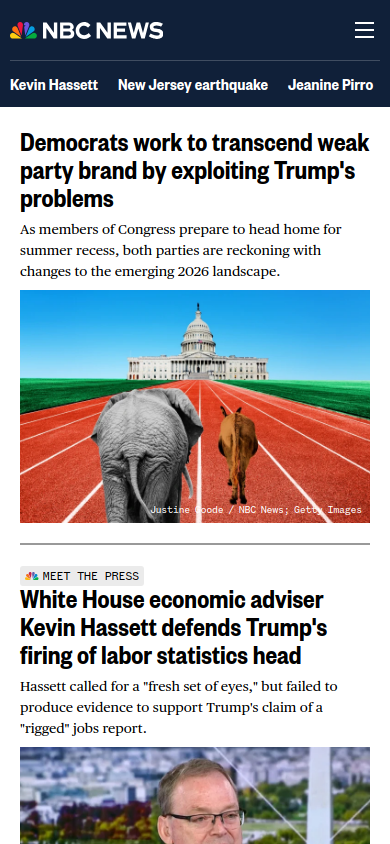 NBC NEWS
Kevin Hassett New Jersey earthquake Jeanine Pirro
Democrats work to transcend weak
party brand by exploiting Trump's
problems
As members of Congress prepare to head home for
summer recess, both parties are reckoning with
changes to the emerging 2026 landscape.
Justine Goode / NBC News; Getty Images
MEET THE PRESS
White House economic adviser
Kevin Hassett defends Trump's
firing of labor statistics head
Hassett called for a "fresh set of eyes," but failed to
produce evidence to support Trump's claim of a
"rigged" jobs report.